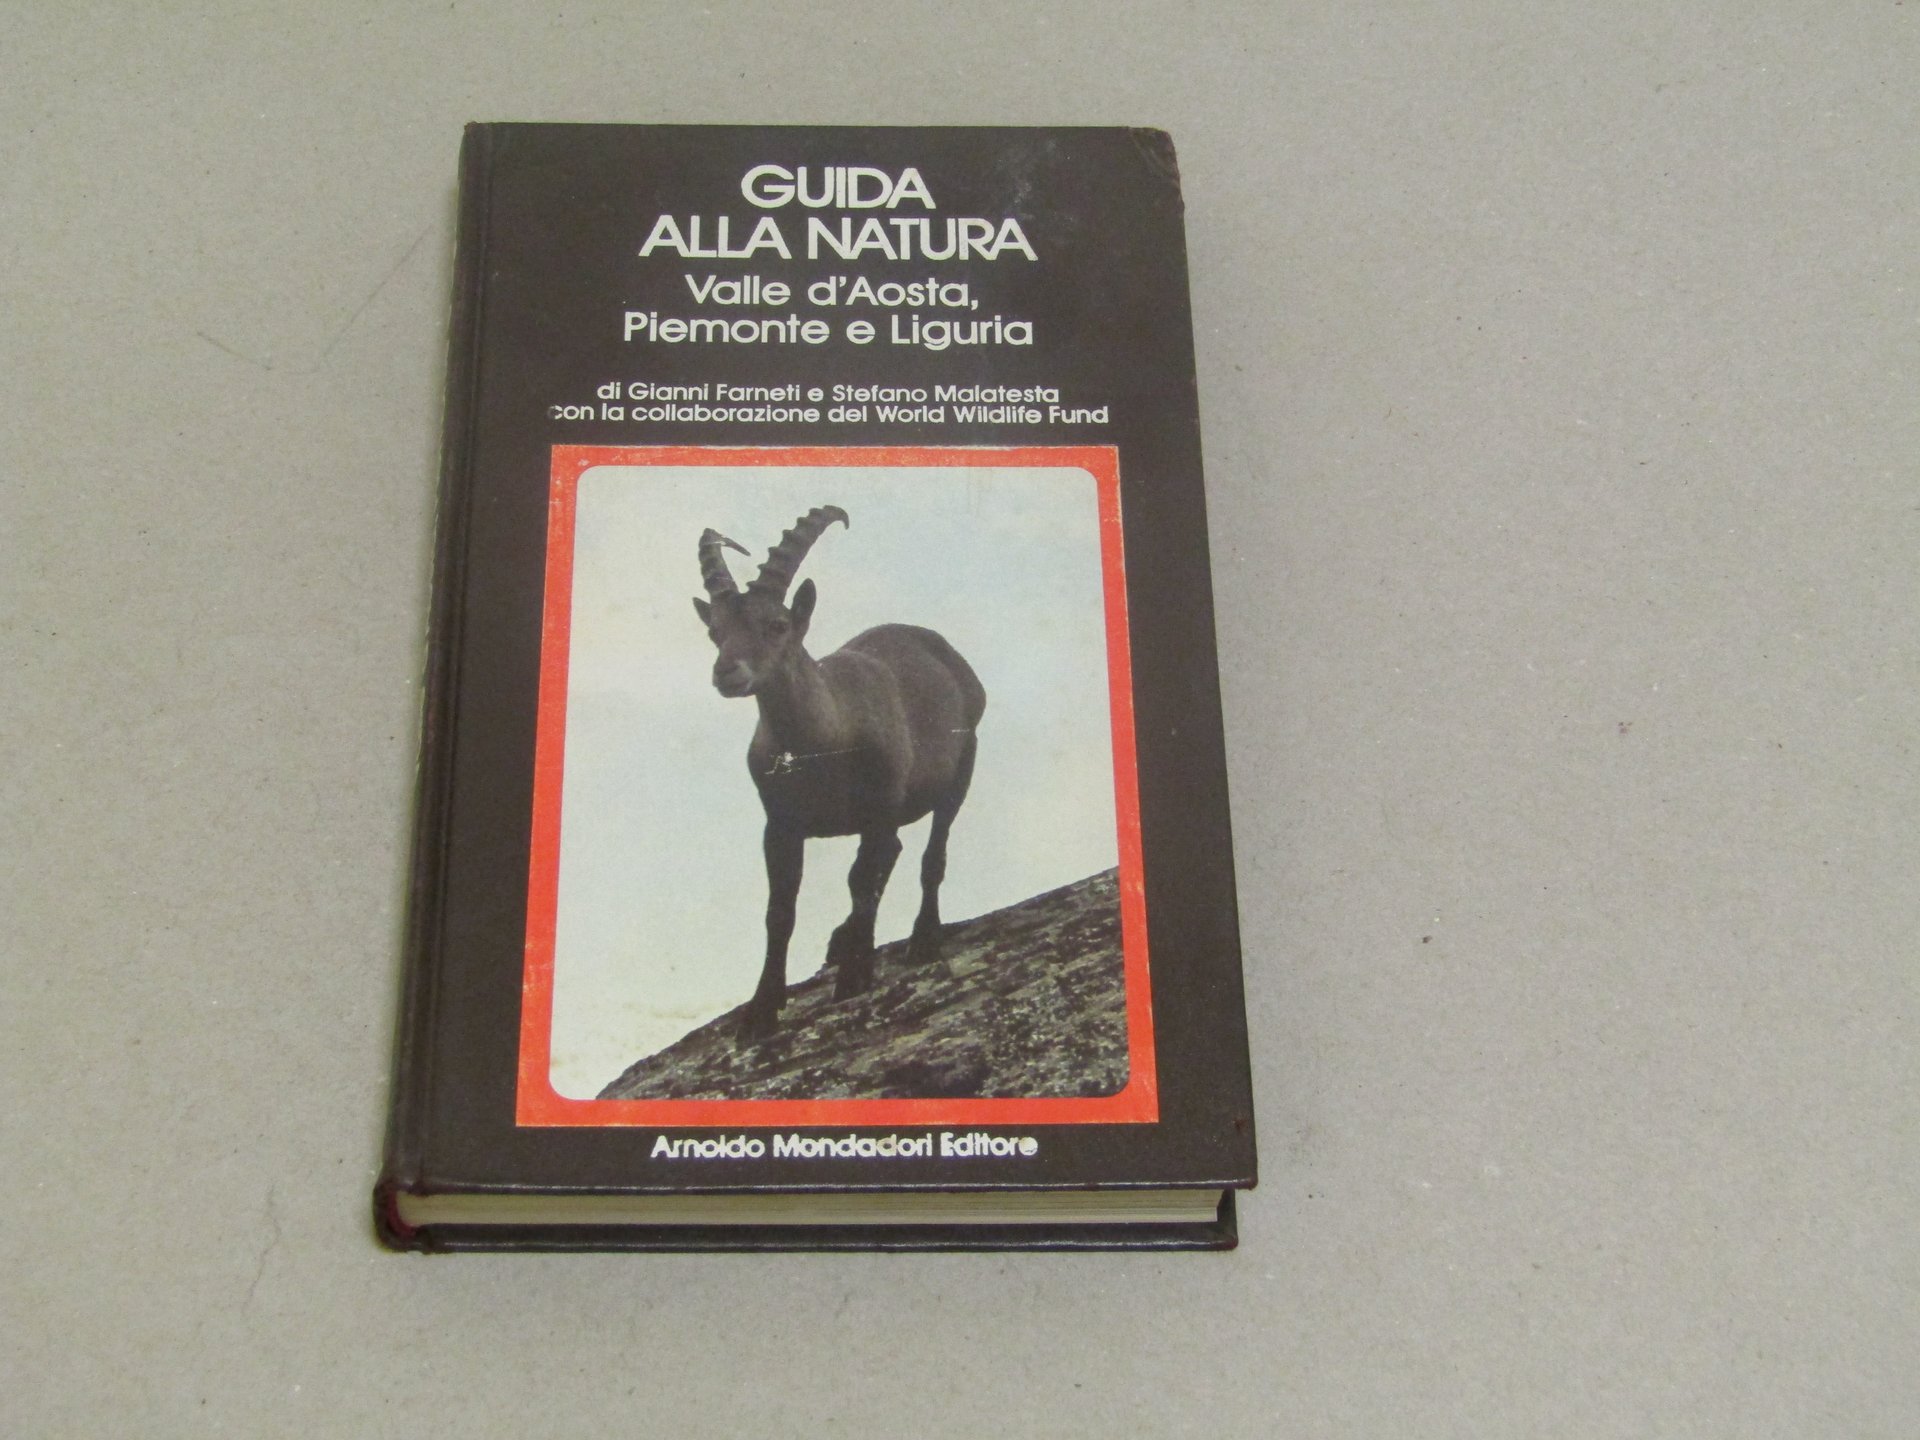 GUIDA
ALLA NATURA
Valle d'Aosta,
Piemonte e Liguria
di Gianni Farneti e Stefano Malatesta
con la collaborazione del World Wildlife Fund
Arnoldo Mondadori Editore